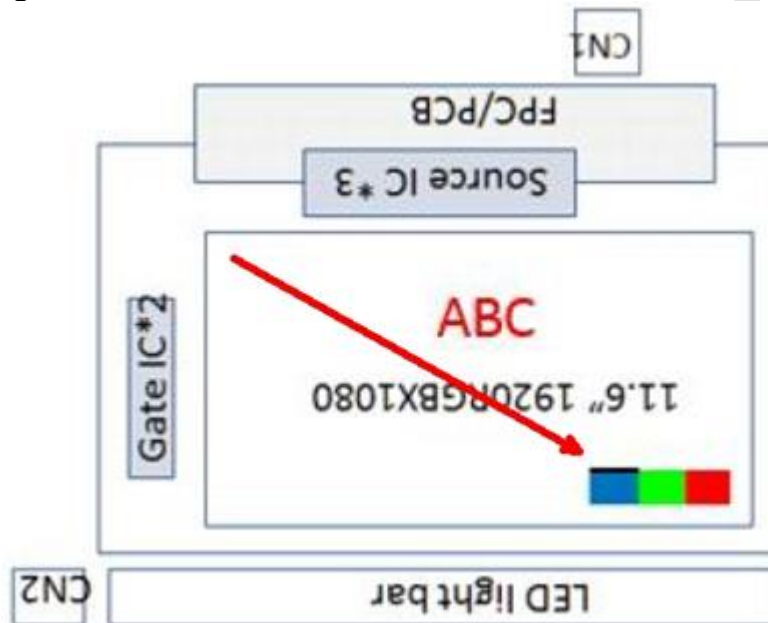 CN1
FPC/PCB
Source IC*3
Gate IC*2
ABC
11.6” 1920RGBX1080
CN2
LED light bar